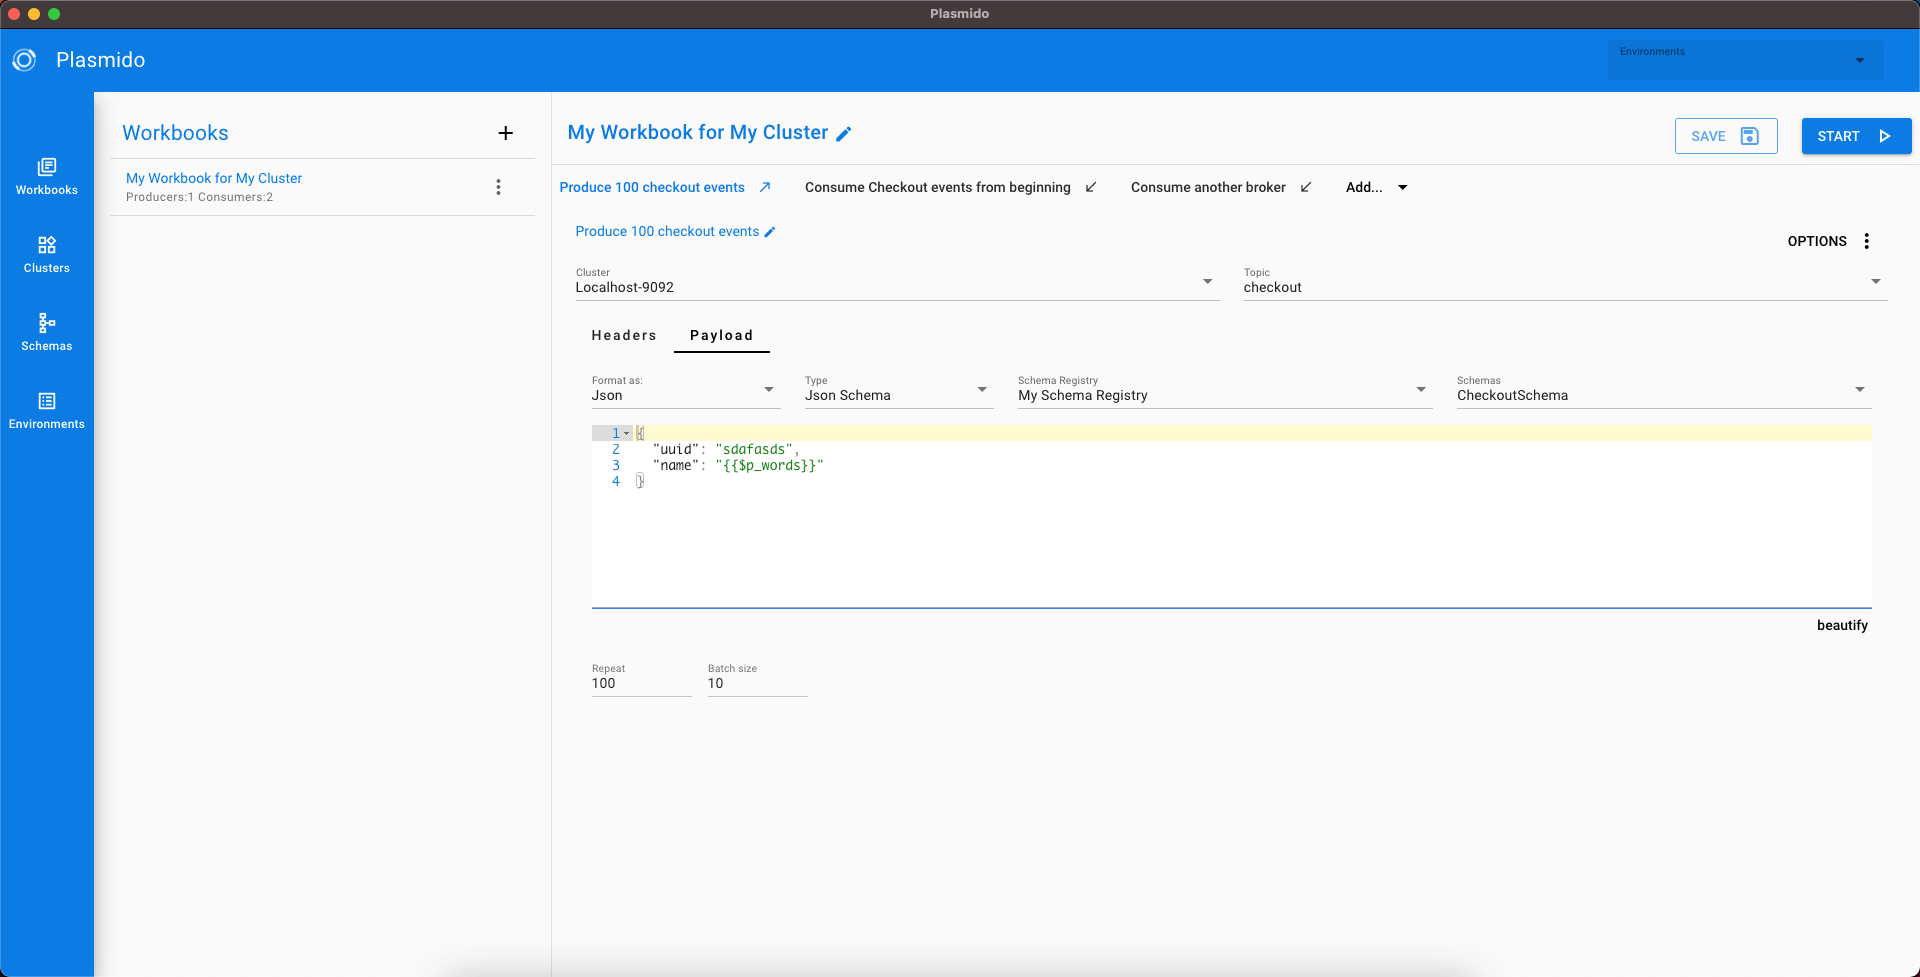 Plasmido
Plasmido
Environments
Workbooks
Clusters
Schemas
Environments
Workbooks
My Workbook for My Cluster
Producers:1 Consumers:2
My Workbook for My Cluster
SAVE
START
Produce 100 checkout events
Consume Checkout events from beginning
Consume another broker
Add...
Produce 100 checkout events
OPTIONS
Cluster
Localhost-9092
Topic
checkout
Headers
Payload
Format as:
Json
Type
Json Schema
Schema Registry
My Schema Registry
Schemas
CheckoutSchema
1 {
2 "uuid": "sdafasds",
3 "name": "{{$p_words}}"
4 }
beautify
Repeat
100
Batch size
10